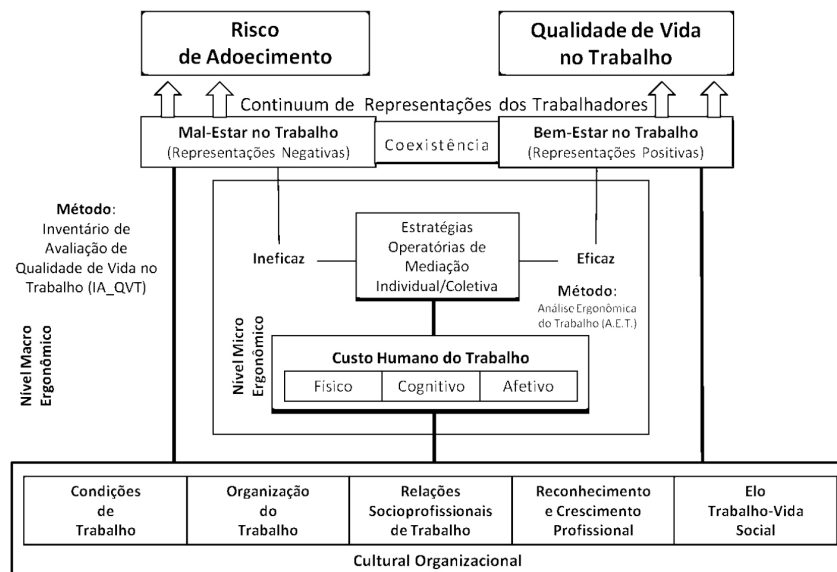 Risco
de Adoecimento
Qualidade de Vida
no Trabalho
Continuum de Representações dos Trabalhadores
Mal-Estar no Trabalho
(Representações Negativas)
Coexistência
Bem-Estar no Trabalho
(Representações Positivas)
Método:
Inventário de
Avaliação de
Qualidade de Vida no
Trabalho (IA_QVT)
Ineficaz
Estratégias
Operatórias de
Mediação
Individual/Coletiva
Eficaz
Método:
Análise Ergonômica
do Trabalho (A.E.T.)
Nível Macro
Ergonômico
Nível Micro
Ergonômico
Custo Humano do Trabalho
Físico
Cognitivo
Afetivo
Condições
de
Trabalho
Organização
do
Trabalho
Relações
Socioprofissionais
de Trabalho
Reconhecimento
e Crescimento
Profissional
Elo
Trabalho-Vida
Social
Cultural Organizacional